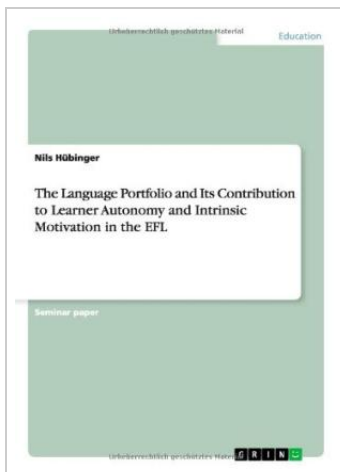 Urheberrechtlich geschütztes Material
Education
Nils Hübinger
The Language Portfolio and Its Contribution
to Learner Autonomy and Intrinsic
Motivation in the EFL
Seminar paper
Urheberrechtlich geschütztes Mater
GRIN